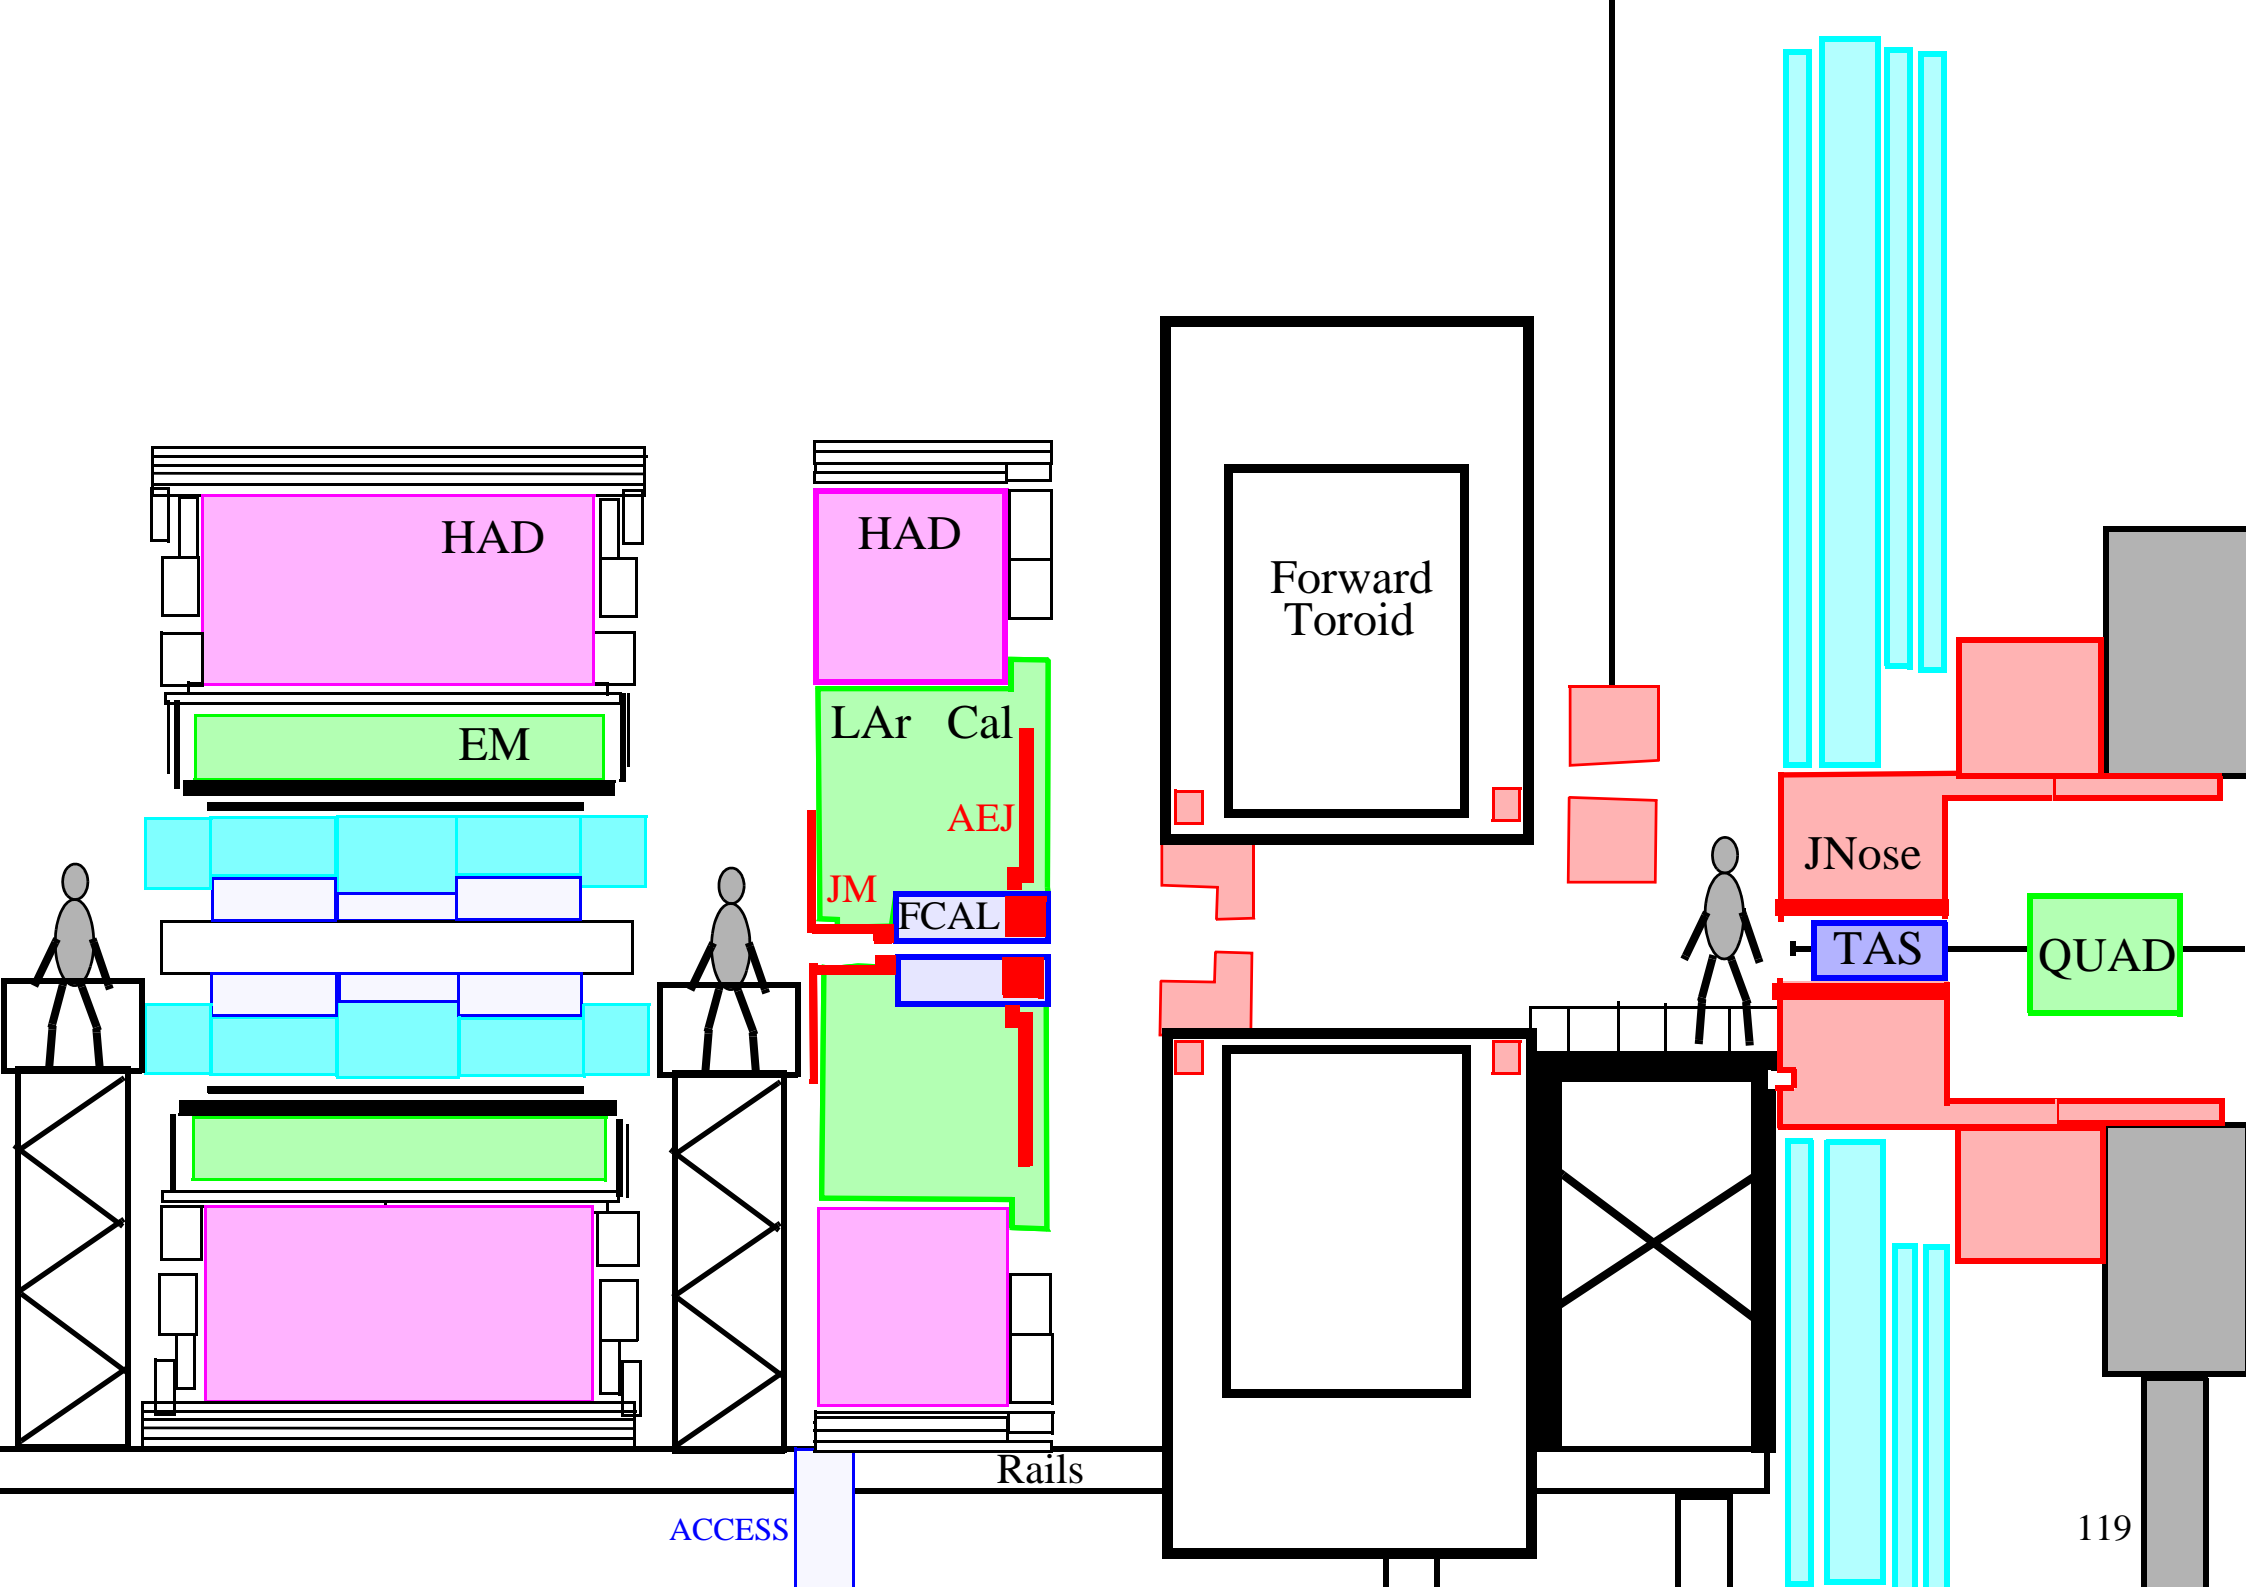 HAD
HAD
Forward
Toroid
EM
LAr Cal
AEJ
JM
FCAL
JNose
TAS
QUAD
Rails
ACCESS
119